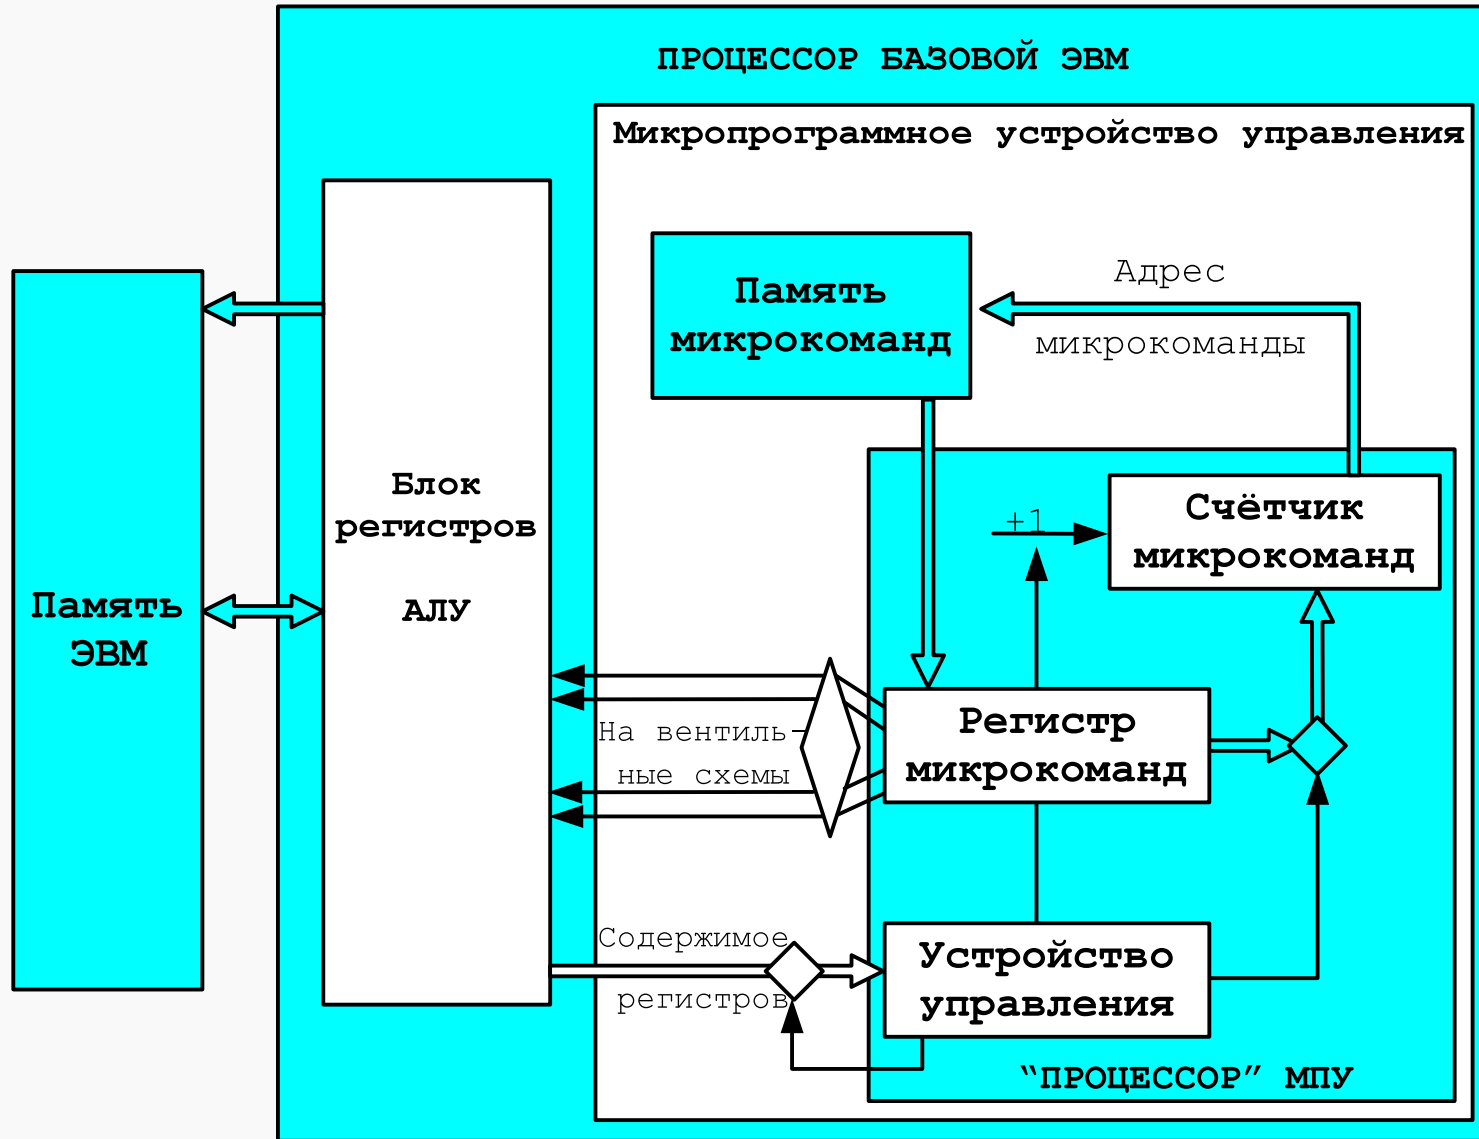 ПРОЦЕССОР БАЗОВОЙ ЭВМ
Микропрограммное устройство управления
Память
микрокоманд
Адрес
микрокоманды
Блок
регистров
АЛУ
Счётчик
микрокоманд
+1
Память
ЭВМ
На вентиль-
ные схемы
Регистр
микрокоманд
Содержимое
регистров
Устройство
управления
“ПРОЦЕССОР” МПУ